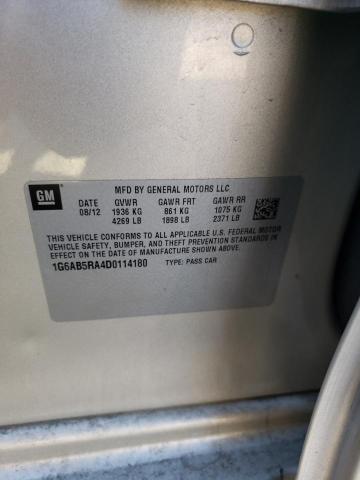 GM
MFD BY GENERAL MOTORS LLC
DATE GVWR GAWR FRT GAWR RR
08/12 1936 KG 861 KG 1075 KG
4269 LB 1898 LB 2371 LB
THIS VEHICLE CONFORMS TO ALL APPLICABLE U.S. FEDERAL MOTOR
VEHICLE SAFETY, BUMPER, AND THEFT PREVENTION STANDARDS IN
EFFECT ON THE DATE OF MANUFACTURE SHOWN ABOVE.
1G6AB5RA4D0114180 TYPE: PASS CAR